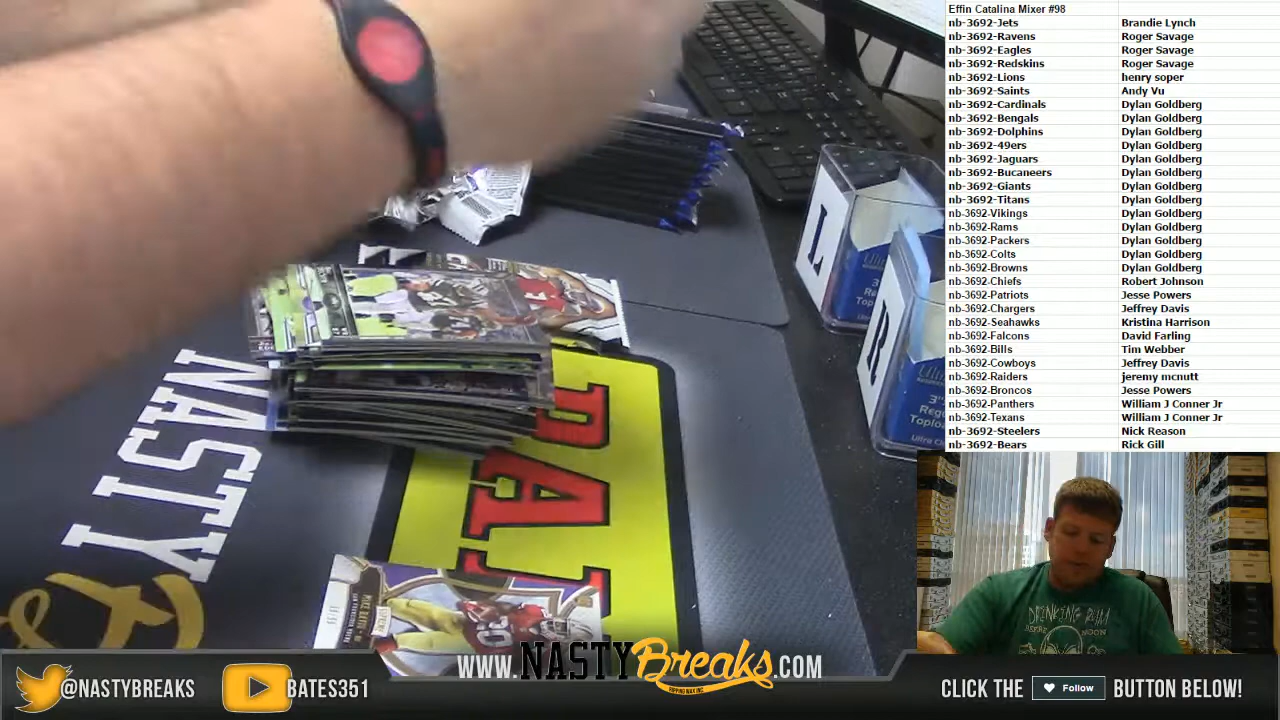 Effin Catalina Mixer #98
nb-3692-Jets Brandie Lynch
nb-3692-Ravens Roger Savage
nb-3692-Eagles Roger Savage
nb-3692-Redskins Roger Savage
nb-3692-Lions henry soper
nb-3692-Saints Andy Vu
nb-3692-Cardinals Dylan Goldberg
nb-3692-Bengals Dylan Goldberg
nb-3692-Dolphins Dylan Goldberg
nb-3692-49ers Dylan Goldberg
nb-3692-Jaguars Dylan Goldberg
nb-3692-Bucaneers Dylan Goldberg
nb-3692-Giants Dylan Goldberg
nb-3692-Titans Dylan Goldberg
nb-3692-Vikings Dylan Goldberg
nb-3692-Rams Dylan Goldberg
nb-3692-Packers Dylan Goldberg
nb-3692-Colts Dylan Goldberg
nb-3692-Browns Dylan Goldberg
nb-3692-Chiefs Robert Johnson
nb-3692-Patriots Jesse Powers
nb-3692-Chargers Jeffrey Davis
nb-3692-Seahawks Kristina Harrison
nb-3692-Falcons David Farling
nb-3692-Bills Tim Webber
nb-3692-Cowboys Jeffrey Davis
nb-3692-Raiders jeremy mcnutt
nb-3692-Broncos Jesse Powers
nb-3692-Panthers William J Conner Jr
nb-3692-Texans William J Conner Jr
nb-3692-Steelers Nick Reason
nb-3692-Bears Rick Gill
L
R
NASTY
DRINKING RUM
BEFORE
MOON
@NASTYBREAKS
BATES351
WWW.NASTYBreaks.COM
RIPPING WAX INC
CLICK THE Follow BUTTON BELOW!